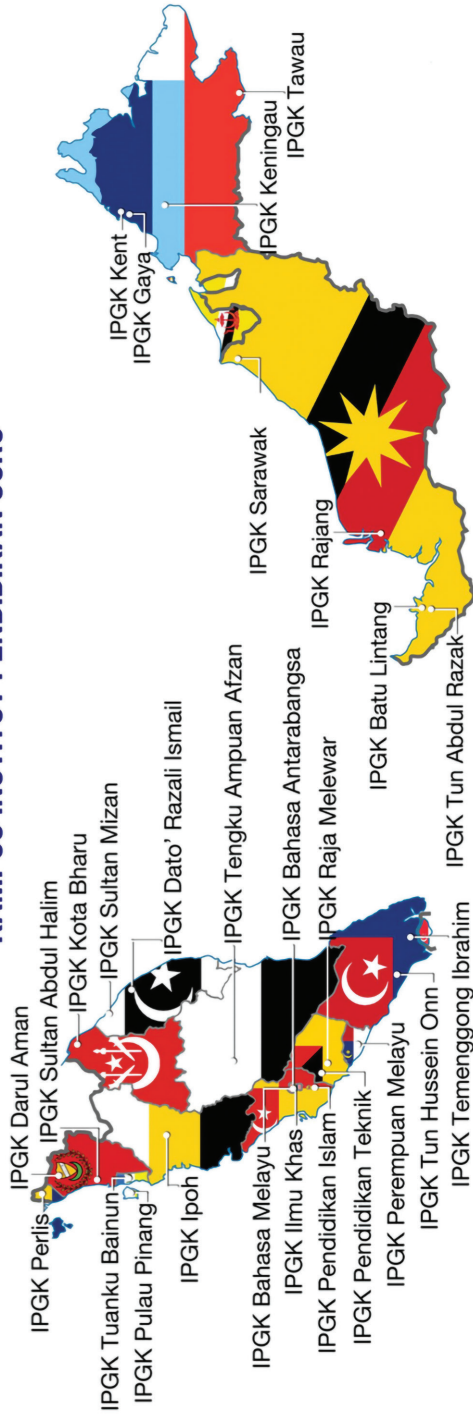 IPGK Perlis
IPGK Darul Aman
IPGK Sultan Abdul Halim
IPGK Kota Bharu
IPGK Sultan Mizan
IPGK Dato' Razali Ismail
IPGK Tengku Ampuan Afzan
IPGK Bahasa Antarabangsa
IPGK Raja Melewar
IPGK Tuanku Bainun
IPGK Pulau Pinang
IPGK Ipoh
IPGK Bahasa Melayu
IPGK Ilmu Khas
IPGK Pendidikan Islam
IPGK Pendidikan Teknik
IPGK Perempuan Melayu
IPGK Tun Hussein Onn
IPGK Temenggong Ibrahim
IPGK Kent
IPGK Gaya
IPGK Keningau
IPGK Tawau
IPGK Sarawak
IPGK Rajang
IPGK Batu Lintang
IPGK Tun Abdul Razak